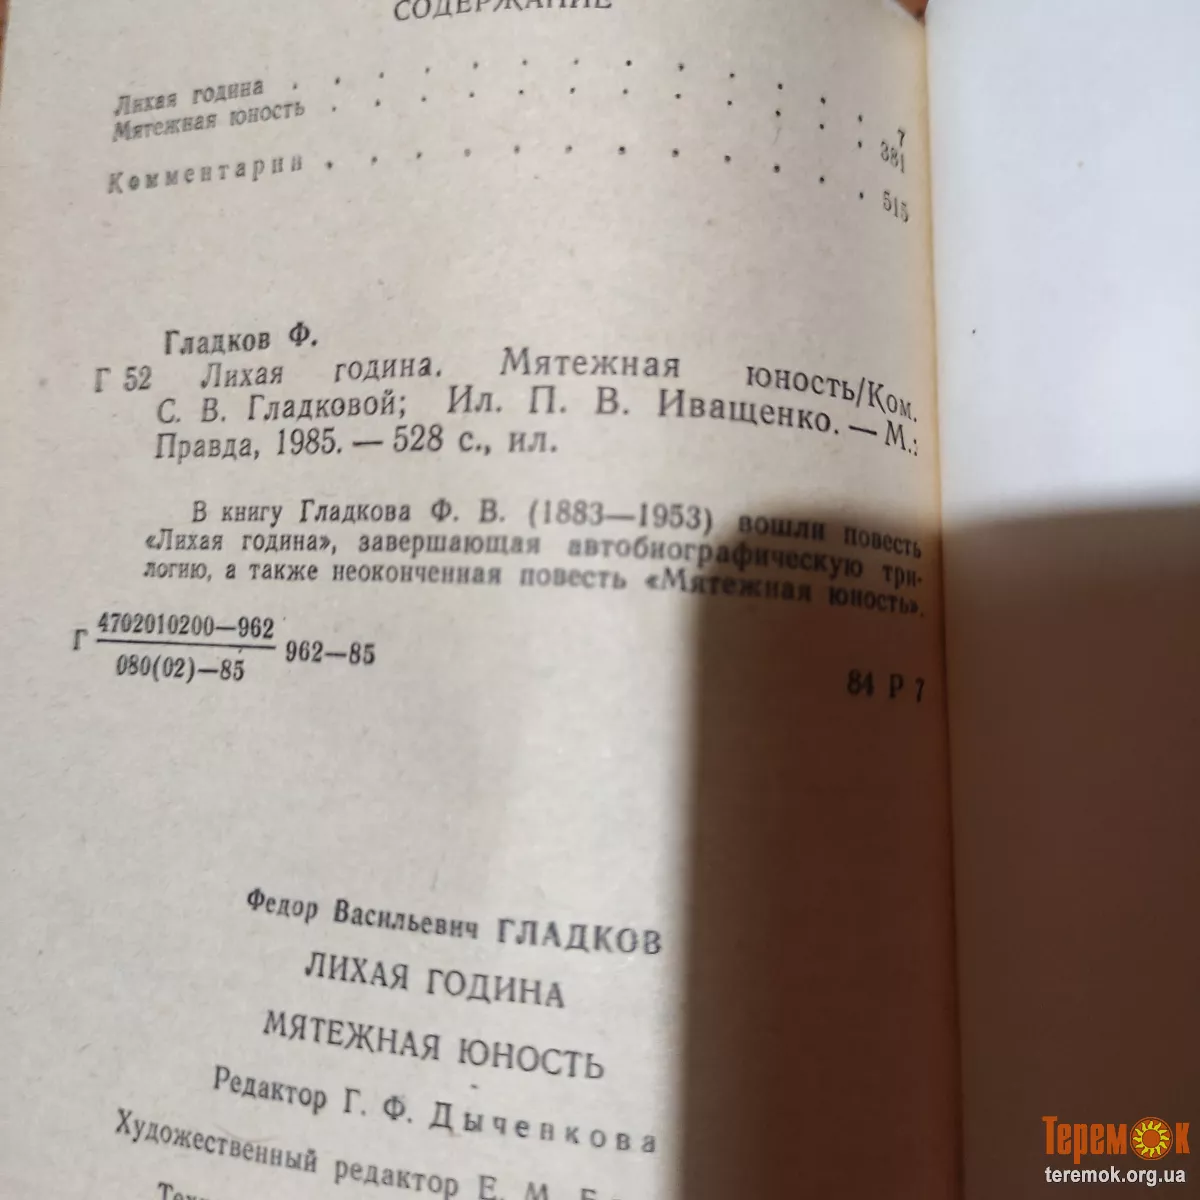 СОДЕРЖАНИЕ
Лихая година . . . . . . . . . . . . 7
Мятежная юность . . . . . . . . . . . 381
Комментарии . . . . . . . . . . . . 515
Гладков Ф.
Г 52 Лихая година. Мятежная юность/Ком.
С. В. Гладковой; Ил. П. В. Иващенко. — М.:
Правда, 1985. — 528 с., ил.
В книгу Гладкова Ф. В. (1883—1953) вошли повесть
«Лихая година», завершающая автобиографическую три-
логию, а также неоконченная повесть «Мятежная юность».
Г 4702010200—962
080(02)—85
962—85
84 Р 7
Федор Васильевич ГЛАДКОВ
ЛИХАЯ ГОДИНА
МЯТЕЖНАЯ ЮНОСТЬ
Редактор Г. Ф. Дыченкова
Художественный редактор Е. М.
ТеремОк
teremok.org.ua